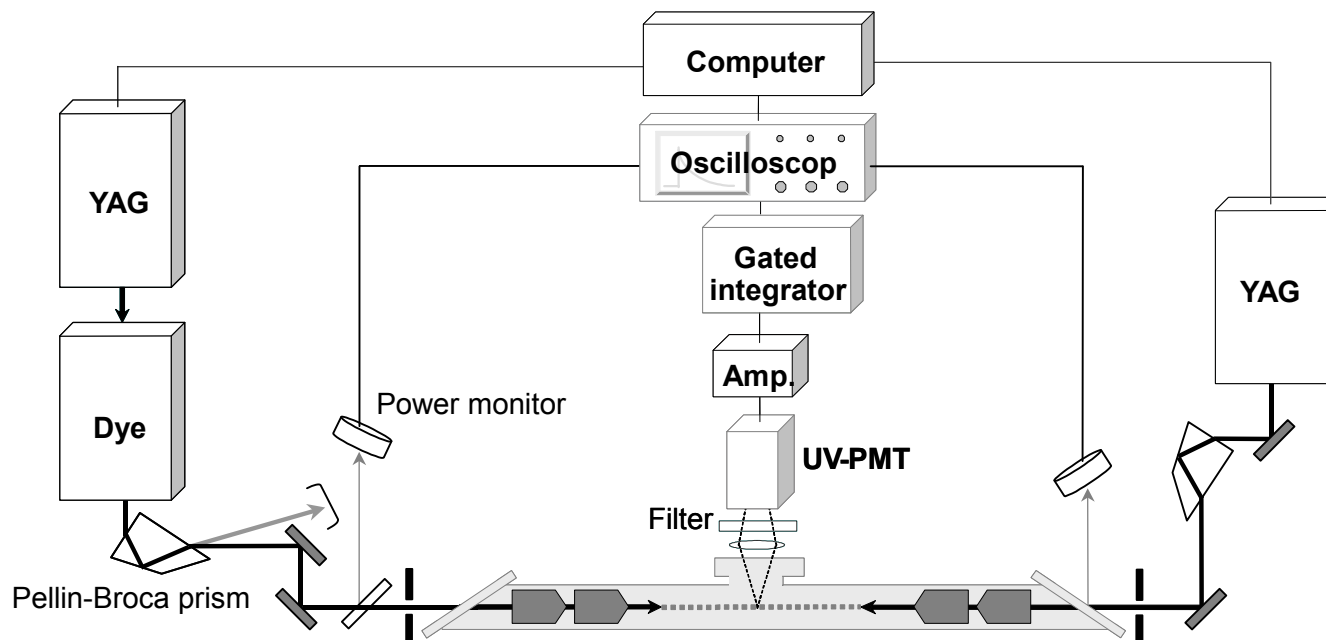 Computer
Oscilloscop
YAG
Gated
integrator
YAG
Amp.
Dye
Power monitor
UV-PMT
Filter
Pellin-Broca prism